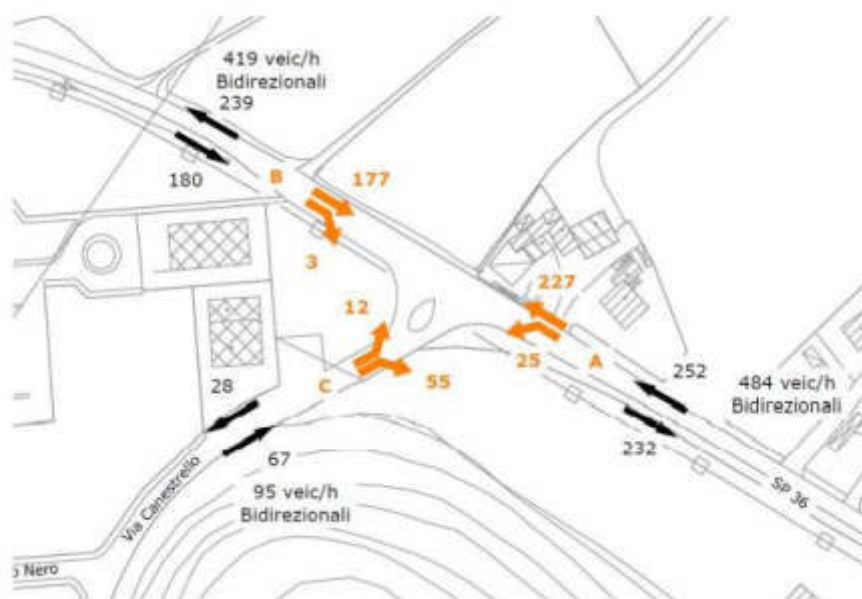 419 veic/h
Bidirezionali
239
180
B
177
3
12
227
25
A
252
484 veic/h
Bidirezionali
232
28
C
55
67
95 veic/h
Bidirezionali
Via Canestrello
SP 36
Nero